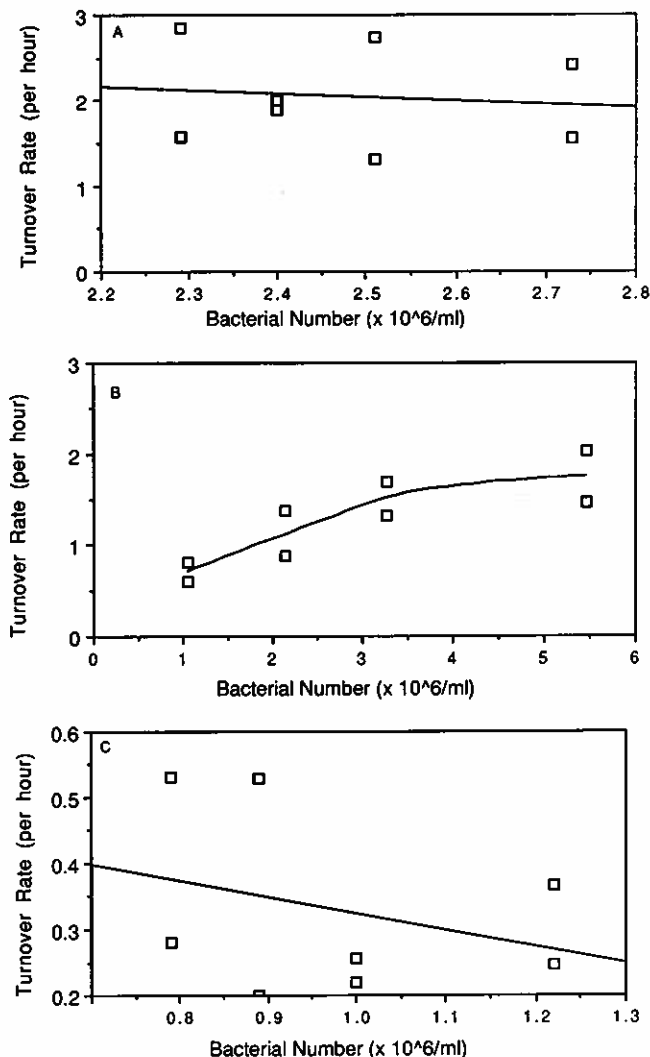 A
Turnover Rate (per hour)
3
2
1
0
2.2 2.3 2.4 2.5 2.6 2.7 2.8
Bacterial Number (x 10^6/ml)
B
Turnover Rate (per hour)
3
2
1
0
0 1 2 3 4 5 6
Bacterial Number (x 10^6/ml)
C
Turnover Rate (per hour)
0.6
0.5
0.4
0.3
0.2
0.8 0.9 1.0 1.1 1.2 1.3
Bacterial Number (x 10^6/ml)